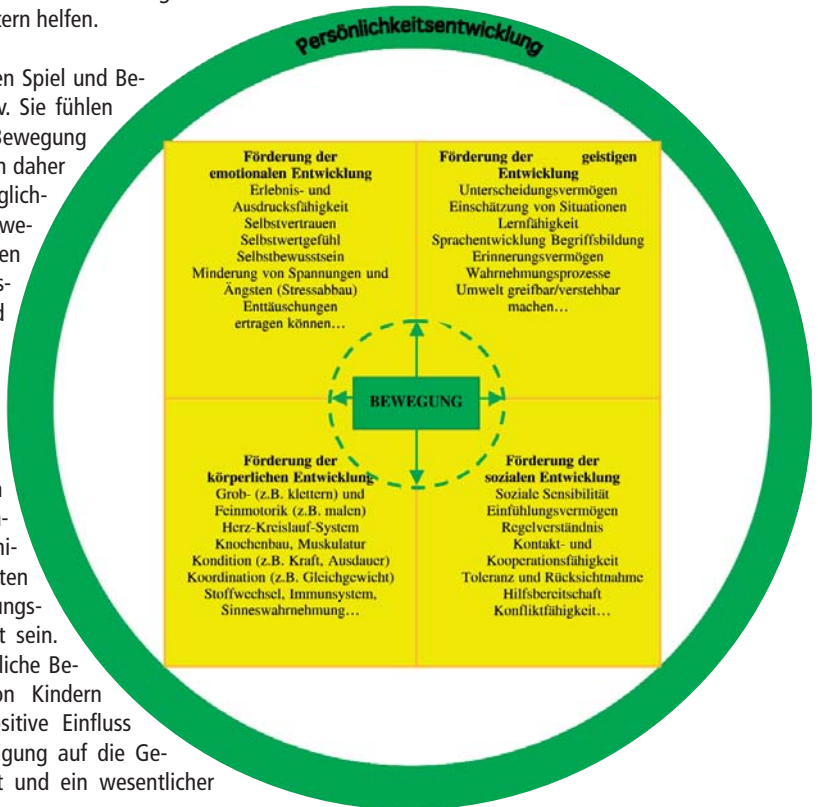 tern helfen.
en Spiel und Be-
v. Sie fühlen
Bewegung
n daher
glich-
we-
en
s-
d
n
n-
ni-
ten
ungs-
t sein.
liche Be-
on Kindern
sitive Einfluss
igung auf die Ge-
t und ein wesentlicher
Persönlichkeitsentwicklung
Förderung der
emotionalen Entwicklung
Erlebnis- und
Ausdrucksfähigkeit
Selbstvertrauen
Selbstwertgefühl
Selbstbewusstsein
Minderung von Spannungen und
Ängsten (Stressabbau)
Enttäuschungen
ertragen können…
Förderung der geistigen
Entwicklung
Unterscheidungsvermögen
Einschätzung von Situationen
Lernfähigkeit
Sprachentwicklung Begriffsbildung
Erinnerungsvermögen
Wahrnehmungsprozesse
Umwelt greifbar/verstehbar
machen…
BEWEGUNG
Förderung der
körperlichen Entwicklung
Grob- (z.B. klettern) und
Feinmotorik (z.B. malen)
Herz-Kreislauf-System
Knochenbau, Muskulatur
Kondition (z.B. Kraft, Ausdauer)
Koordination (z.B. Gleichgewicht)
Stoffwechsel, Immunsystem,
Sinneswahrnehmung…
Förderung der
sozialen Entwicklung
Soziale Sensibilität
Einfühlungsvermögen
Regelverständnis
Kontakt- und
Kooperationsfähigkeit
Toleranz und Rücksichtnahme
Hilfsbereitschaft
Konfliktfähigkeit…